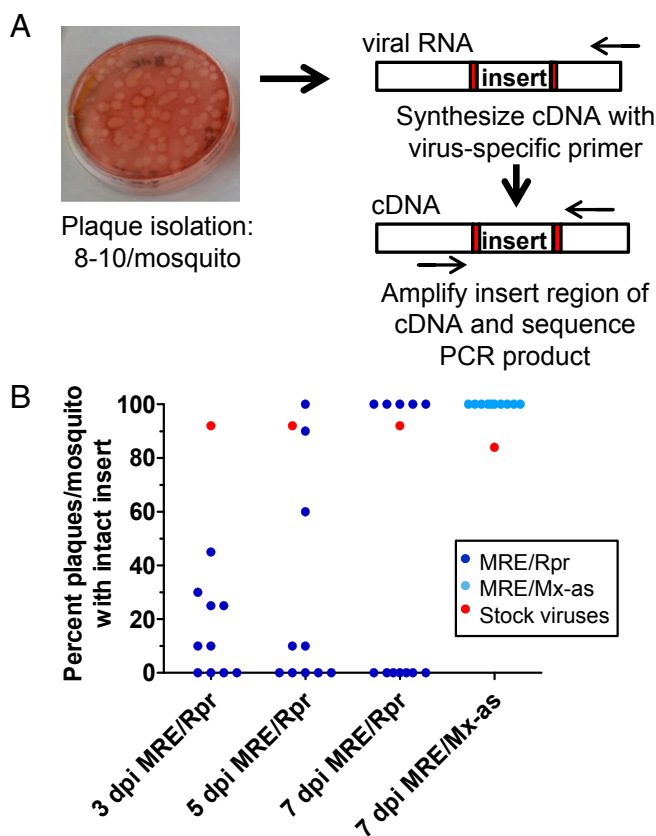 A
Plaque isolation:
8-10/mosquito
viral RNA
insert
Synthesize cDNA with
virus-specific primer
cDNA
insert
Amplify insert region of
cDNA and sequence
PCR product
B
Percent plaques/mosquito
with intact insert
100
80
60
40
20
0
MRE/Rpr
MRE/Mx-as
Stock viruses
3 dpi MRE/Rpr
5 dpi MRE/Rpr
7 dpi MRE/Rpr
7 dpi MRE/Mx-as